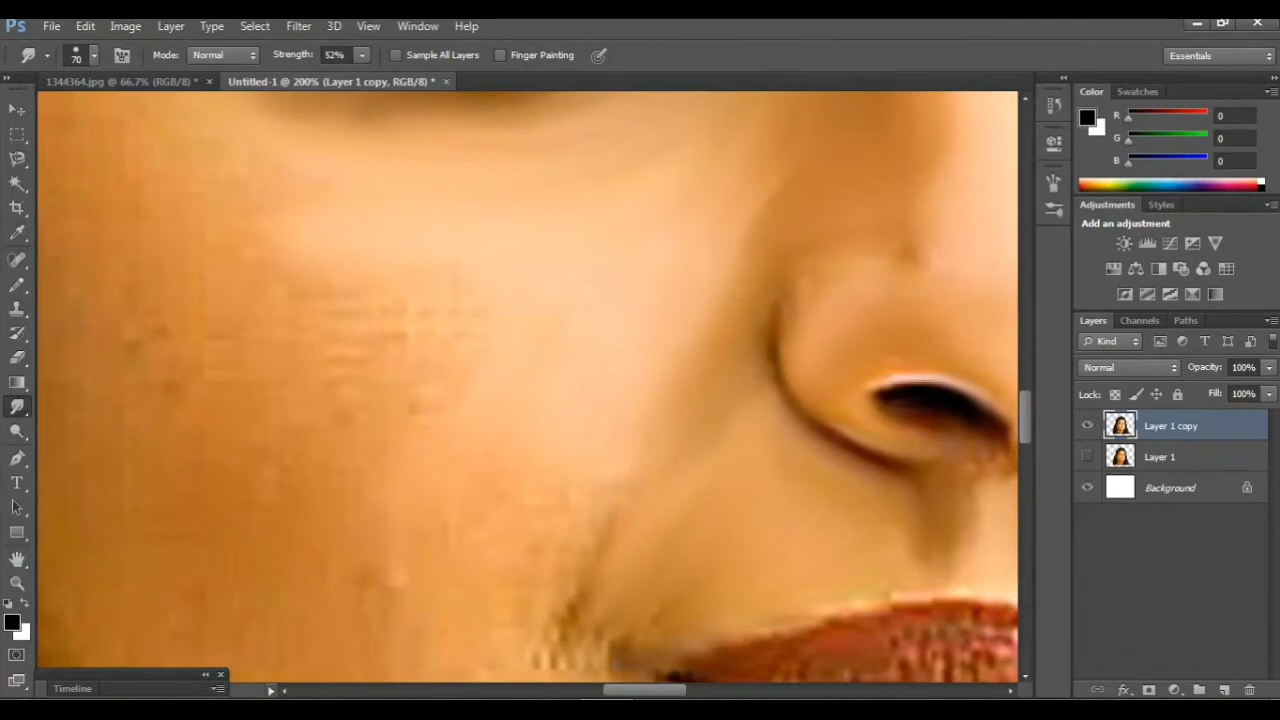 Ps File Edit Image Layer Type Select Filter 3D View Window Help
70 Mode: Normal Strength: 52% Sample All Layers Finger Painting Essentials
1344364.jpg @ 66.7% (RGB/8) * × Untitled-1 @ 200% (Layer 1 copy, RGB/8) * ×
Color Swatches
R 0
G 0
B 0
Adjustments Styles
Add an adjustment
Layers Channels Paths
Kind T
Normal Opacity: 100%
Lock: Fill: 100%
Layer 1 copy
Layer 1
Background
fx
Timeline